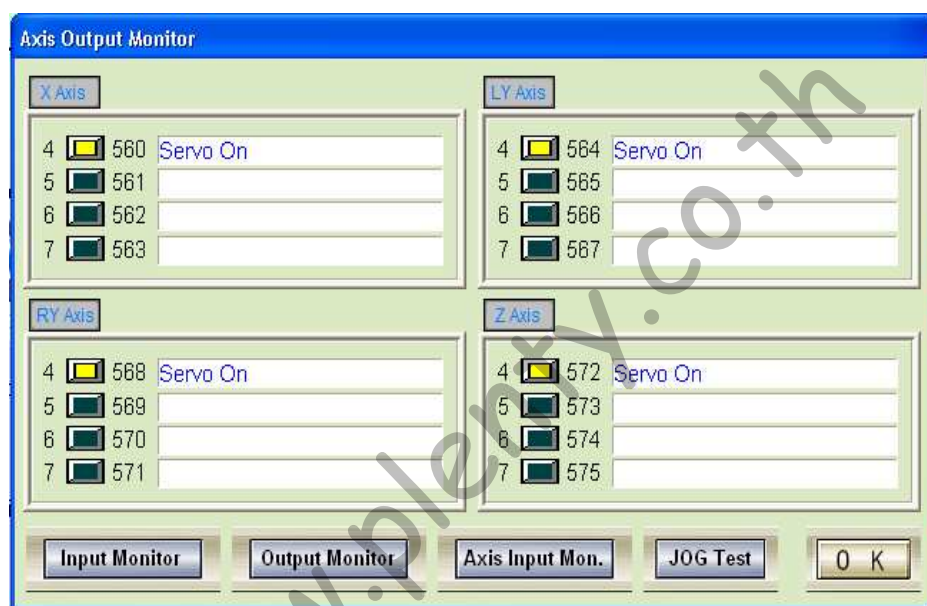 Axis Output Monitor
X Axis
4 560 Servo On
5 561
6 562
7 563
LY Axis
4 564 Servo On
5 565
6 566
7 567
RY Axis
4 568 Servo On
5 569
6 570
7 571
Z Axis
4 572 Servo On
5 573
6 574
7 575
Input Monitor
Output Monitor
Axis Input Mon.
JOG Test
O K
w.plenty.co.th